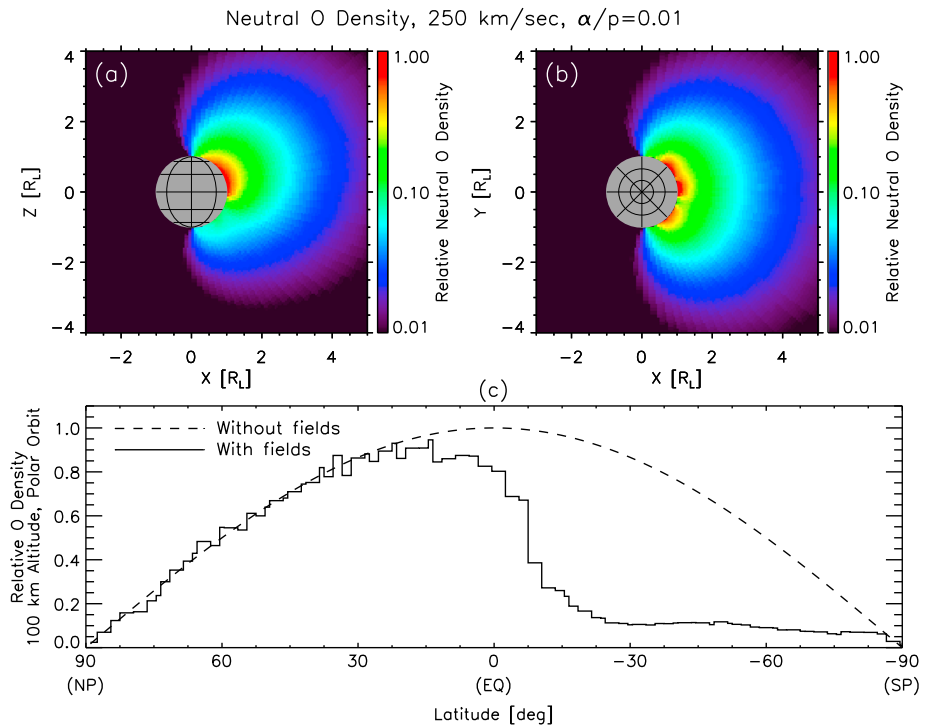 Neutral O Density, 250 km/sec, α/p=0.01
(a)
4
2
0
−2
−4
Z [R_L]
−2 0 2 4
X [R_L]
1.00
0.10
0.01
Relative Neutral O Density
(b)
4
2
0
−2
−4
Y [R_L]
−2 0 2 4
X [R_L]
1.00
0.10
0.01
Relative Neutral O Density
(c)
Relative O Density
100 km Altitude, Polar Orbit
1.0
0.8
0.6
0.4
0.2
0.0
Without fields
With fields
90 60 30 0 −30 −60 −90
(NP) (EQ) (SP)
Latitude [deg]